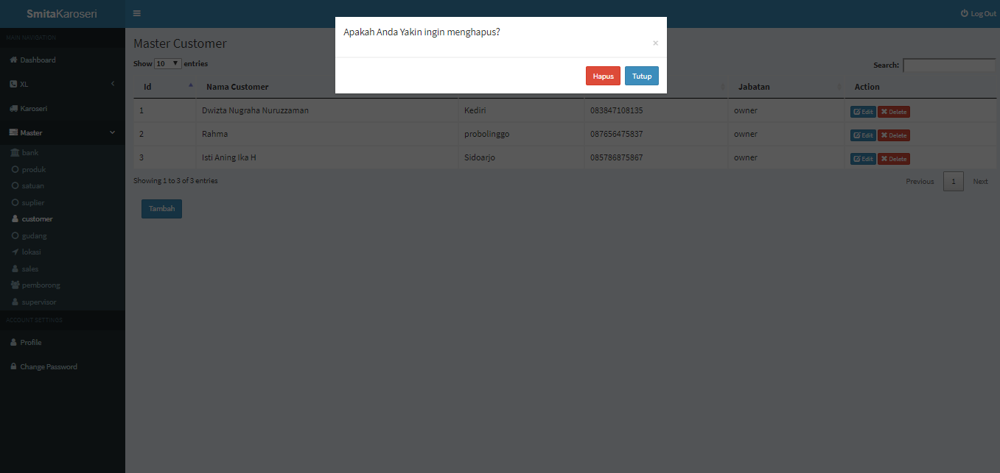 SmitaKaroseri
Log Out
Apakah Anda Yakin ingin menghapus?
×
Hapus Tutup
MAIN NAVIGATION
Dashboard
XL
Karoseri
Master
bank
produk
satuan
suplier
customer
gudang
lokasi
sales
pemborong
supervisor
ACCOUNT SETTINGS
Profile
Change Password
Master Customer
Show 10 entries
Search:
Id Nama Customer Jabatan Action
1 Dwizta Nugraha Nuruzzaman Kediri 083847108135 owner Edit Delete
2 Rahma probolinggo 087656475837 owner Edit Delete
3 Isti Aning Ika H Sidoarjo 085786875867 owner Edit Delete
Showing 1 to 3 of 3 entries
Previous 1 Next
Tambah